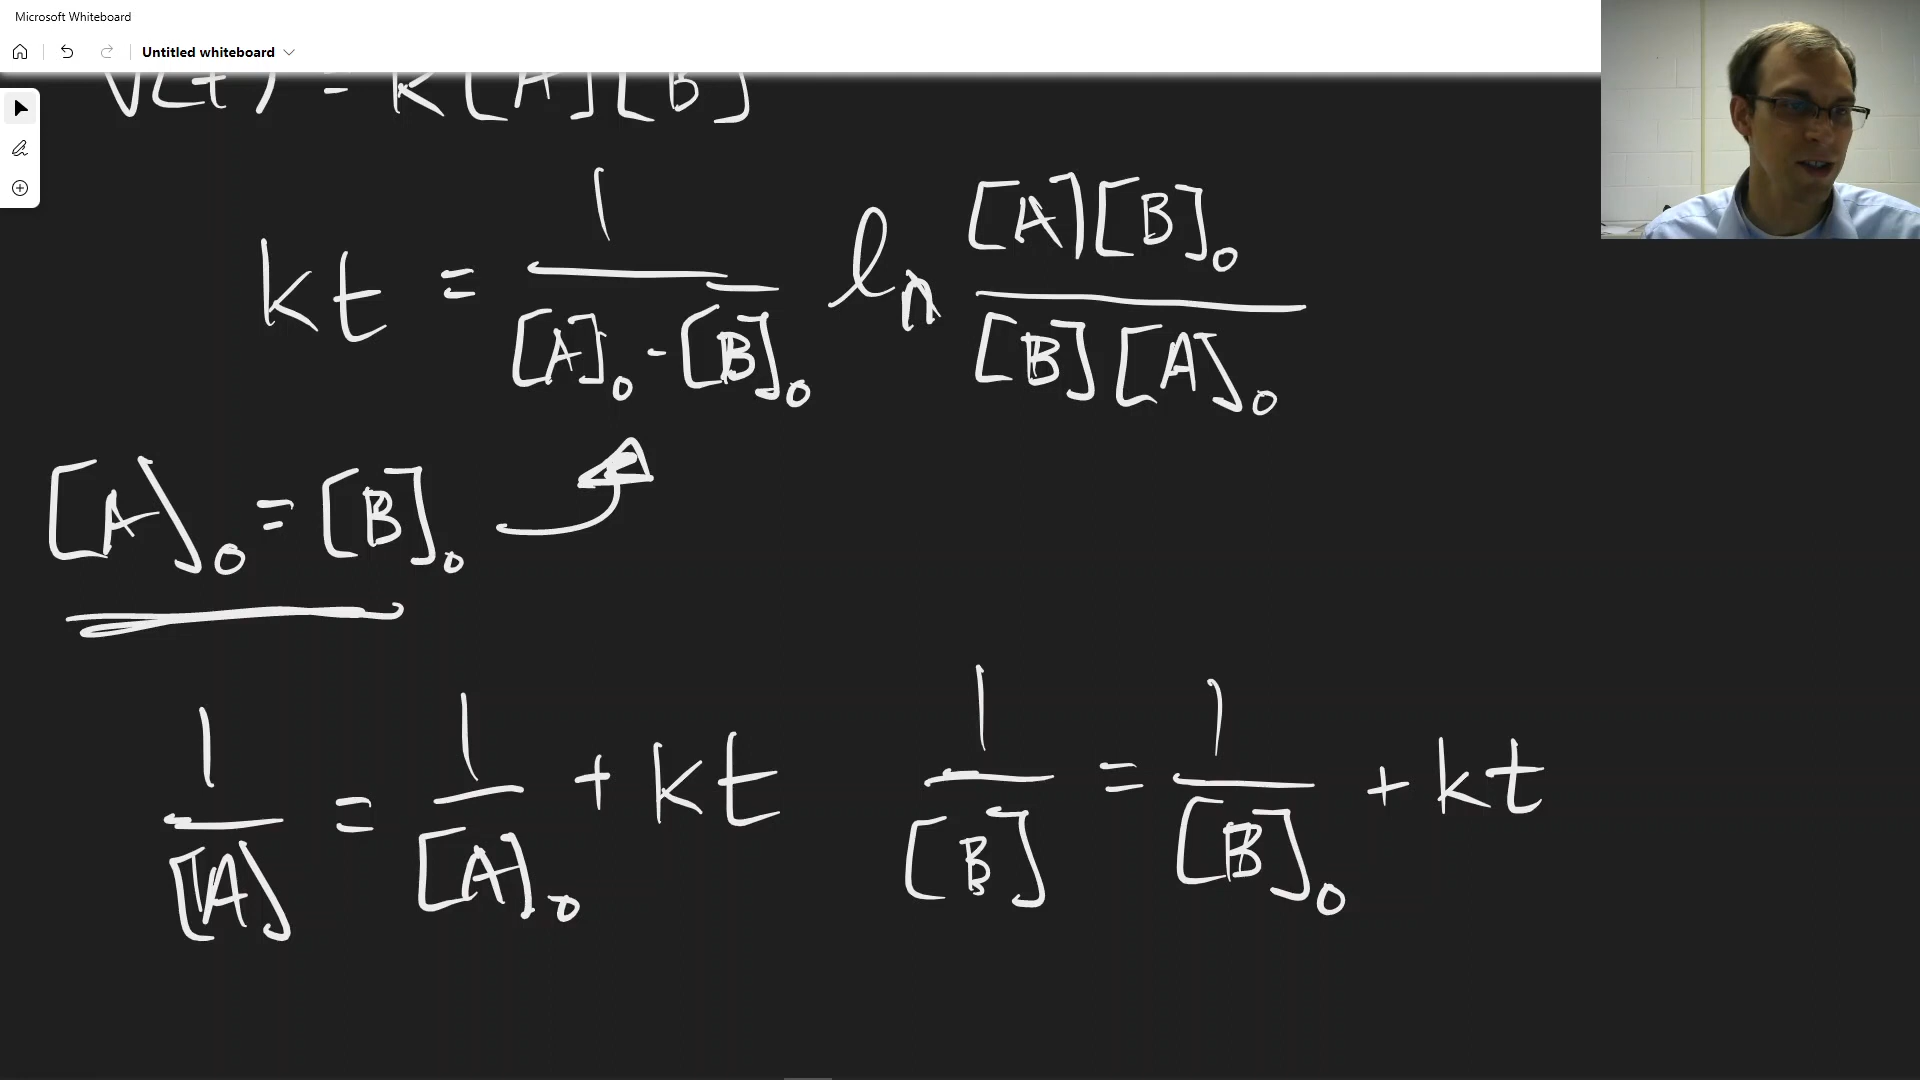 Microsoft Whiteboard
Untitled whiteboard
v(t) = k[A][B]
kt = 1/([A]₀ - [B]₀) ln [A][B]₀/[B][A]₀
[A]₀ = [B]₀
1/[A] = 1/[A]₀ + kt 1/[B] = 1/[B]₀ + kt